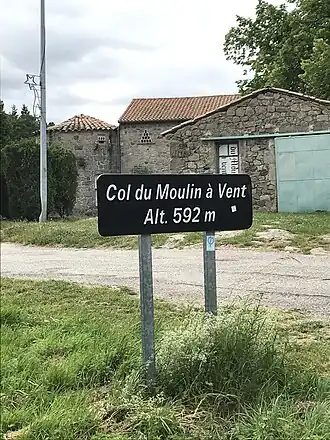 Col du Moulin à Vent
Alt. 592 m